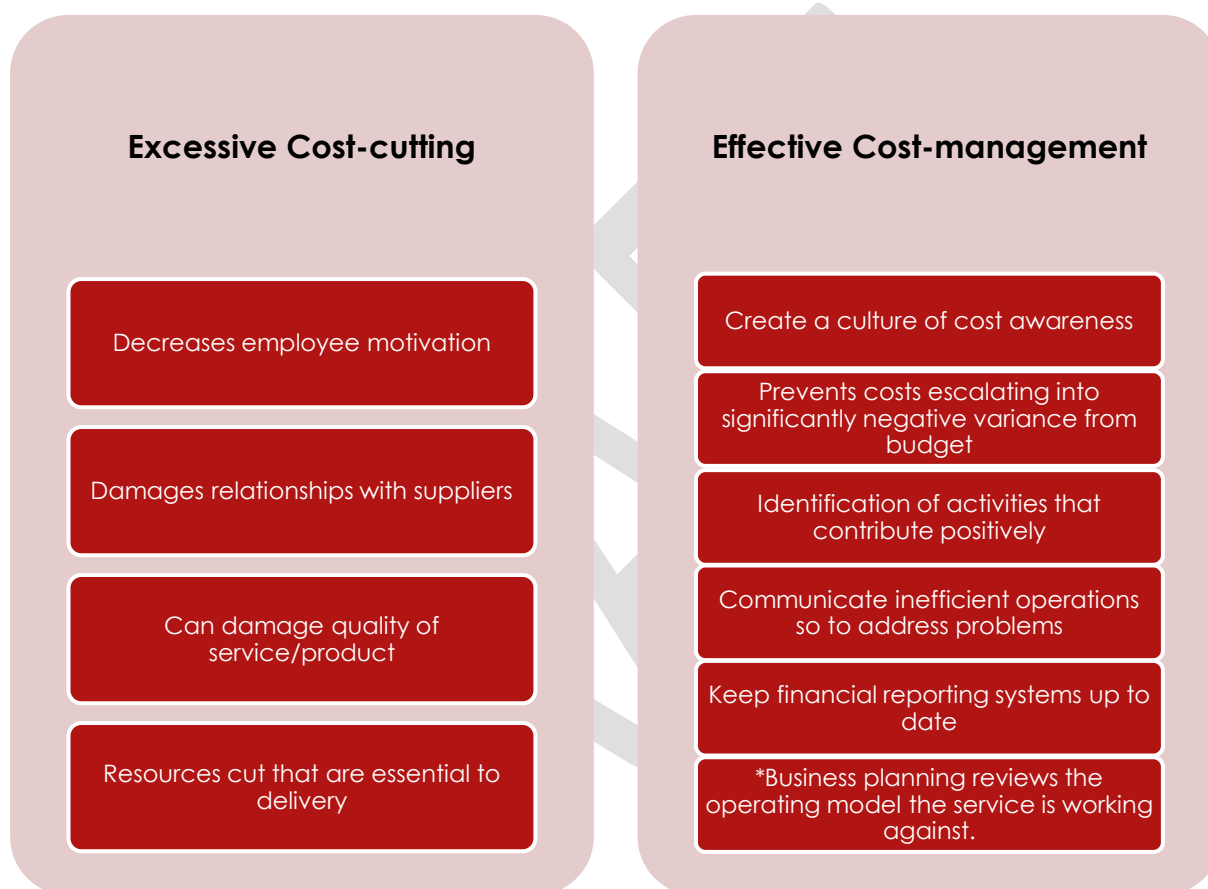 Excessive Cost-cutting
Decreases employee motivation
Damages relationships with suppliers
Can damage quality of
service/product
Resources cut that are essential to
delivery
Effective Cost-management
Create a culture of cost awareness
Prevents costs escalating into
significantly negative variance from
budget
Identification of activities that
contribute positively
Communicate inefficient operations
so to address problems
Keep financial reporting systems up to
date
*Business planning reviews the
operating model the service is working
against.